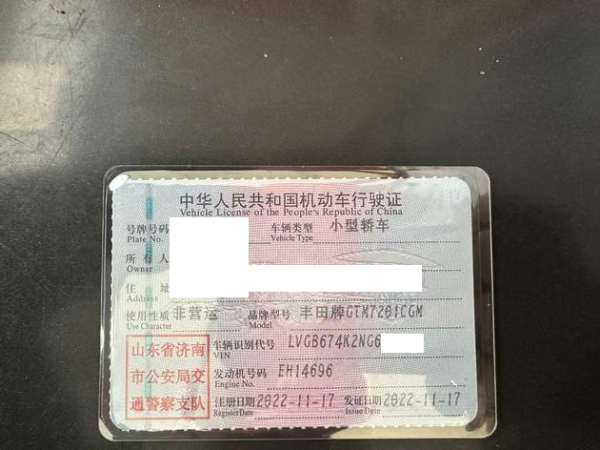 中华人民共和国机动车行驶证
Vehicle License of the People's Republic of China
号牌号码 车辆类型 小型轿车
Plate No. Vehicle Type
所有人
Owner
住 址
Address
使用性质 非营运 品牌型号 丰田牌GTM7261CGM
Use Character Model
车辆识别代号 LVGB674K2NG6
VIN
发动机号码 EH14696
Engine No.
注册日期 2022-11-17 发证日期 2022-11-17
Register Date Issue Date
山东省济南
市公安局交
通警察支队